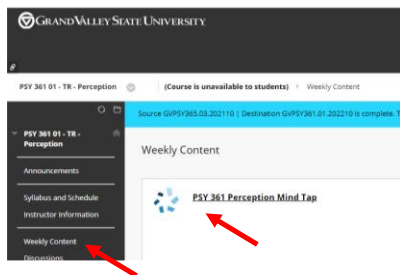 GRAND VALLEY STATE UNIVERSITY
PSY 361 01 - TR - Perception
(Course is unavailable to students)
Weekly Content
Source GVPSY365.03.202110 | Destination GVPSY361.01.202210 is complete. T
PSY 361 01 - TR -
Perception
Announcements
Syllabus and Schedule
Instructor Information
Weekly Content
Discussions
Weekly Content
PSY 361 Perception Mind Tap